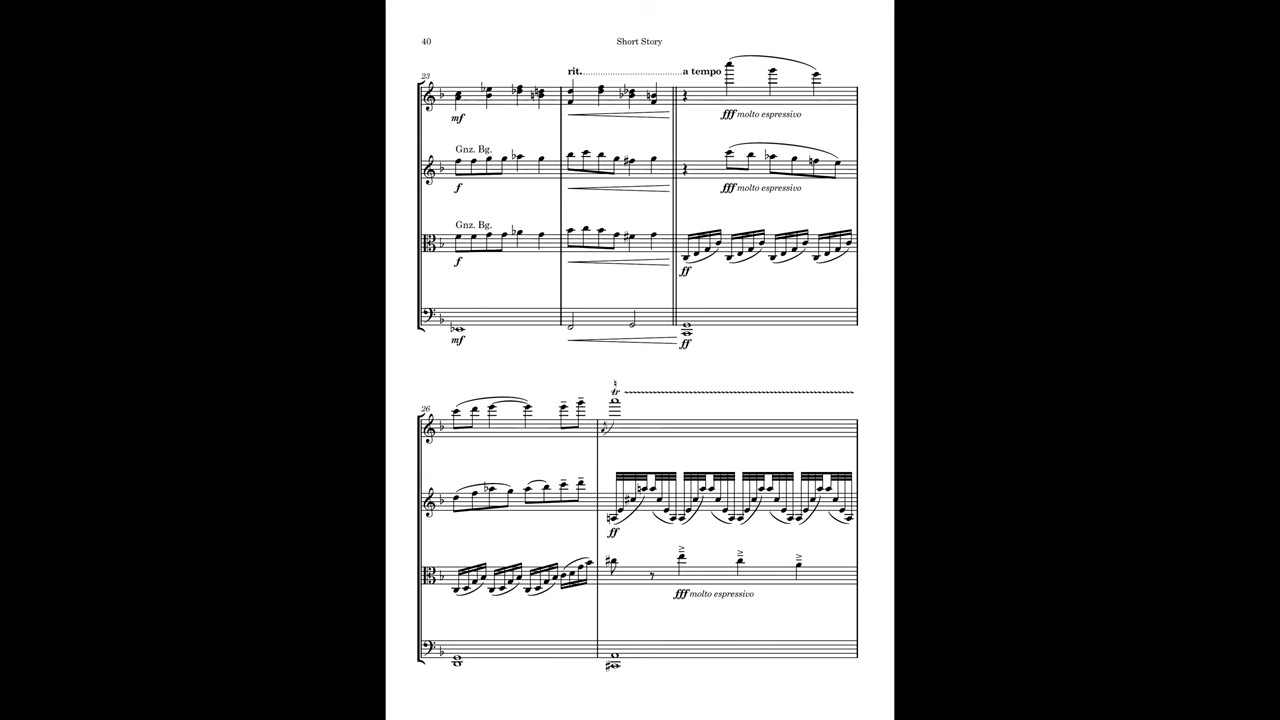 40 Short Story
rit. a tempo
23
mf
fff molto espressivo
Gnz. Bg.
f
fff molto espressivo
Gnz. Bg.
f
ff
mf
ff
26
tr
ff
fff molto espressivo